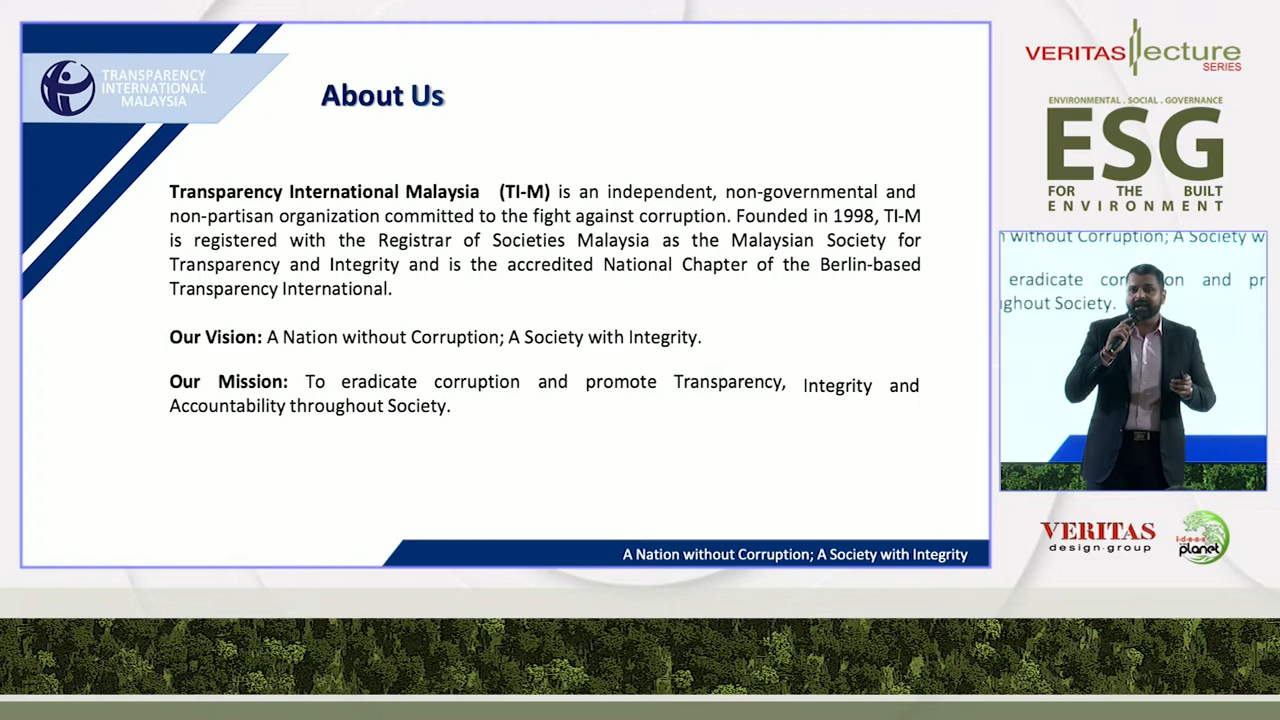 TRANSPARENCY
INTERNATIONAL
MALAYSIA
About Us
Transparency International Malaysia (TI-M) is an independent, non-governmental and
non-partisan organization committed to the fight against corruption. Founded in 1998, TI-M
is registered with the Registrar of Societies Malaysia as the Malaysian Society for
Transparency and Integrity and is the accredited National Chapter of the Berlin-based
Transparency International.
Our Vision: A Nation without Corruption; A Society with Integrity.
Our Mission: To eradicate corruption and promote Transparency, Integrity and
Accountability throughout Society.
A Nation without Corruption; A Society with Integrity
VERITAS lecture
SERIES
ENVIRONMENTAL . SOCIAL . GOVERNANCE
ESG
FOR THE BUILT
ENVIRONMENT
without Corruption; A Society w
eradicate cor on and pr
ghout Society.
VERITAS
design·group
i-d-e-a-s
planet